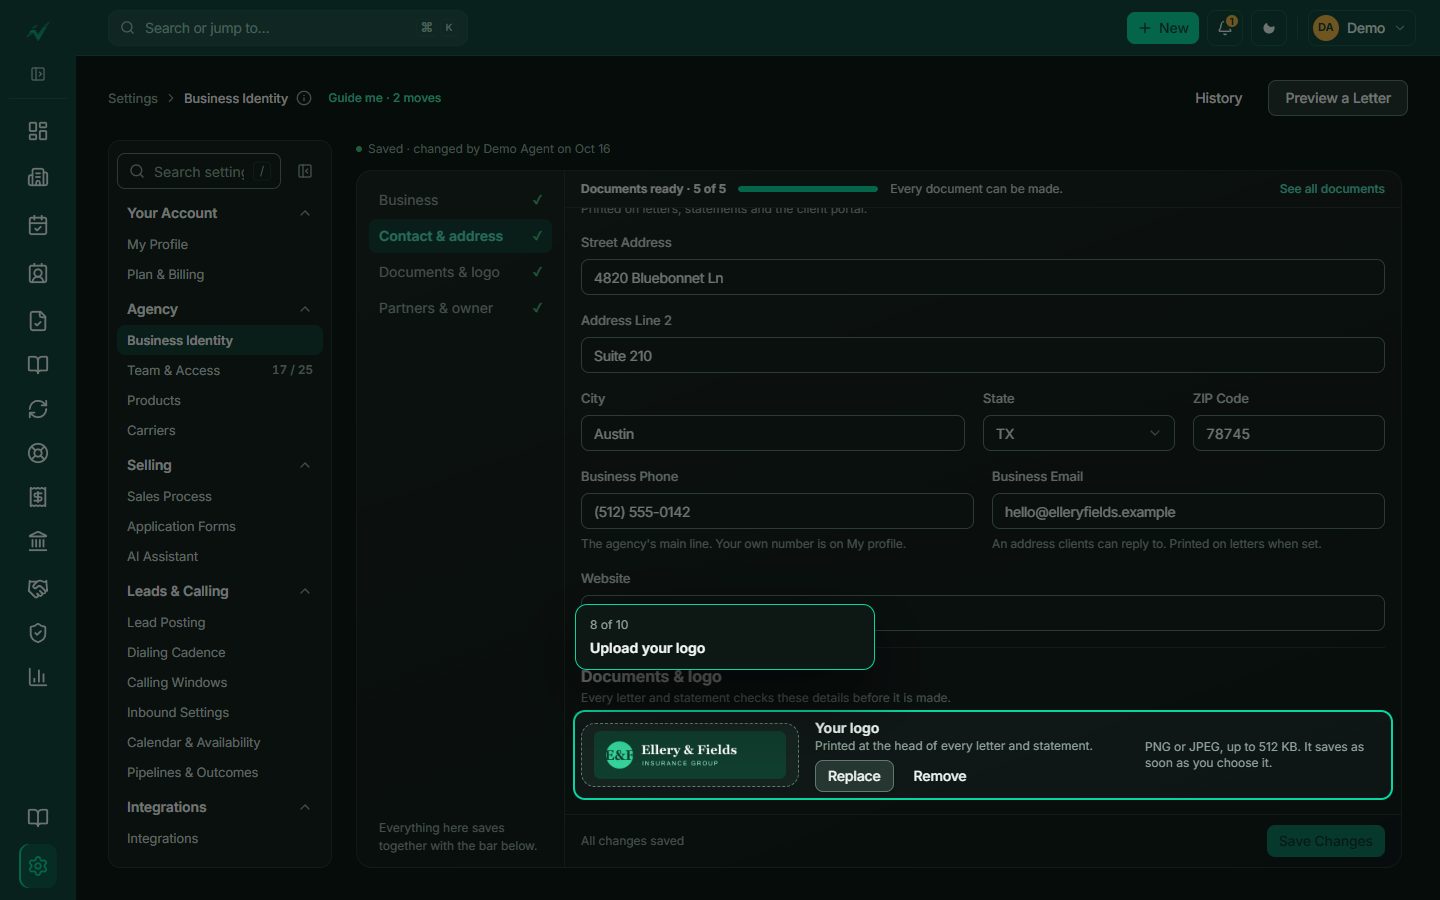 Search or jump to...
⌘ K
New
1
DA
Demo
Settings
Business Identity
Guide me · 2 moves
History
Preview a Letter
Search setting
/
Your Account
My Profile
Plan & Billing
Agency
Business Identity
Team & Access
17 / 25
Products
Carriers
Selling
Sales Process
Application Forms
AI Assistant
Leads & Calling
Lead Posting
Dialing Cadence
Calling Windows
Inbound Settings
Calendar & Availability
Pipelines & Outcomes
Integrations
Integrations
Saved · changed by Demo Agent on Oct 16
Business
Contact & address
Documents & logo
Partners & owner
Everything here saves
together with the bar below.
Documents ready · 5 of 5
Every document can be made.
See all documents
Printed on letters, statements and the client portal.
Street Address
4820 Bluebonnet Ln
Address Line 2
Suite 210
City
State
ZIP Code
Austin
TX
78745
Business Phone
Business Email
(512) 555-0142
hello@elleryfields.example
The agency's main line. Your own number is on My profile.
An address clients can reply to. Printed on letters when set.
Website
8 of 10
Upload your logo
Documents & logo
Every letter and statement checks these details before it is made.
E&F
Ellery & Fields
INSURANCE GROUP
Your logo
Printed at the head of every letter and statement.
Replace
Remove
PNG or JPEG, up to 512 KB. It saves as
soon as you choose it.
All changes saved
Save Changes